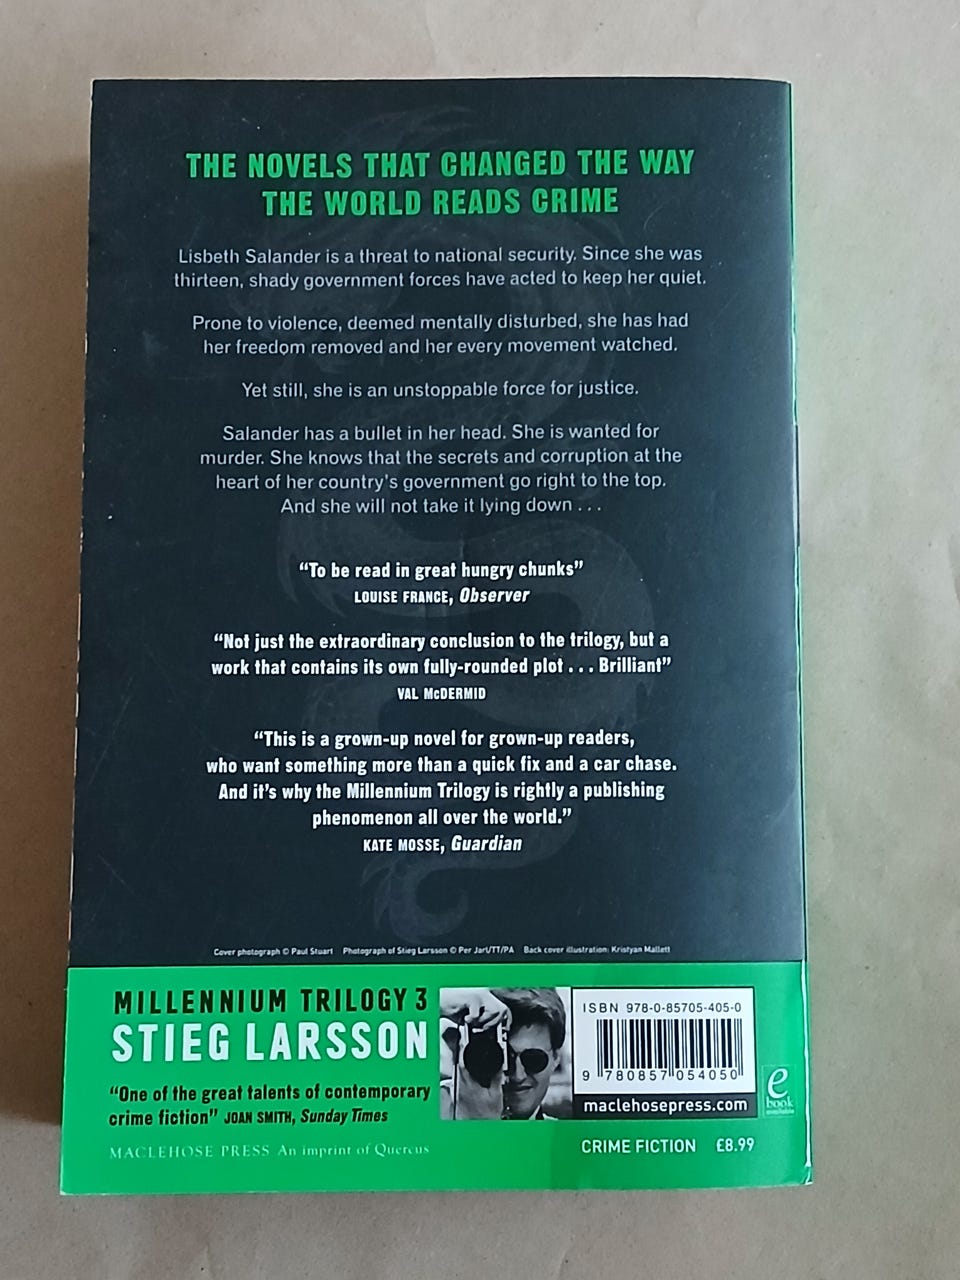 THE NOVELS THAT CHANGED THE WAY
THE WORLD READS CRIME
Lisbeth Salander is a threat to national security. Since she was
thirteen, shady government forces have acted to keep her quiet.
Prone to violence, deemed mentally disturbed, she has had
her freedom removed and her every movement watched.
Yet still, she is an unstoppable force for justice.
Salander has a bullet in her head. She is wanted for
murder. She knows that the secrets and corruption at the
heart of her country's government go right to the top.
And she will not take it lying down . . .
“To be read in great hungry chunks”
LOUISE FRANCE, Observer
“Not just the extraordinary conclusion to the trilogy, but a
work that contains its own fully-rounded plot . . . Brilliant”
VAL McDERMID
“This is a grown-up novel for grown-up readers,
who want something more than a quick fix and a car chase.
And it’s why the Millennium Trilogy is rightly a publishing
phenomenon all over the world.”
KATE MOSSE, Guardian
Cover photograph © Paul Stuart Photograph of Stieg Larsson © Per Jarl/TT/PA Back cover illustration: Kristyan Mallett
MILLENNIUM TRILOGY 3
STIEG LARSSON
“One of the great talents of contemporary
crime fiction” JOAN SMITH, Sunday Times
MACLEHOSE PRESS An imprint of Quercus
ISBN 978-0-85705-405-0
9 780857 054050
maclehosepress.com
e
book
available
CRIME FICTION £8.99